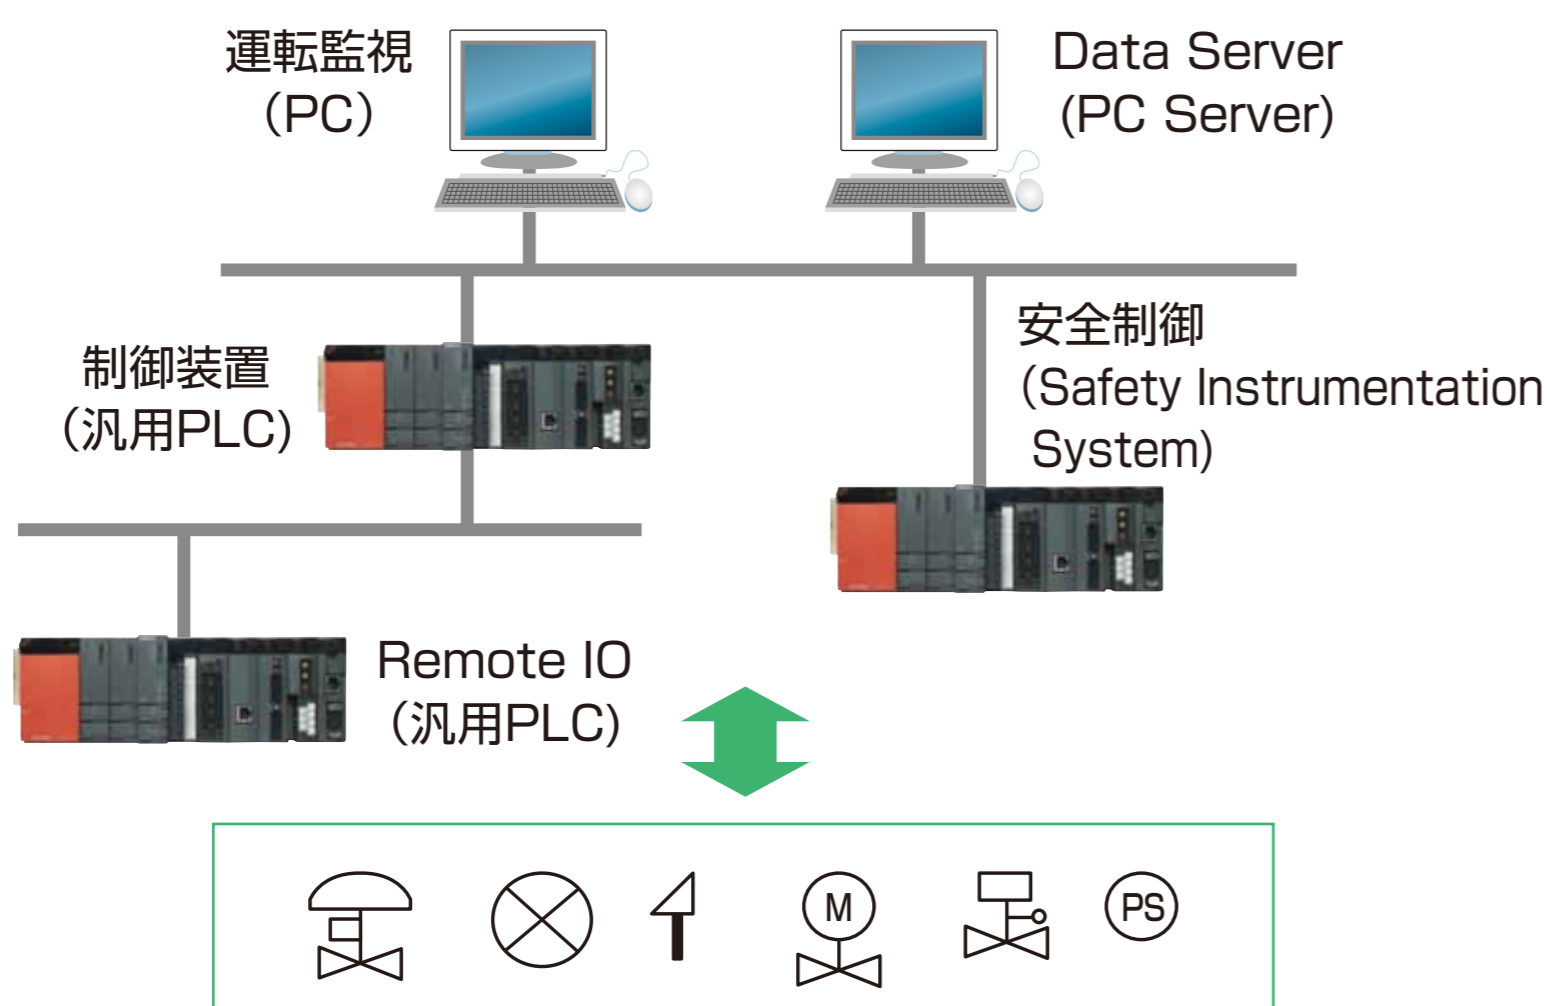 運転監視
（PC）
Data Server
(PC Server)
制御装置
（汎用PLC)
安全制御
（Safety Instrumentation
System)
Remote IO
（汎用PLC)
M
PS